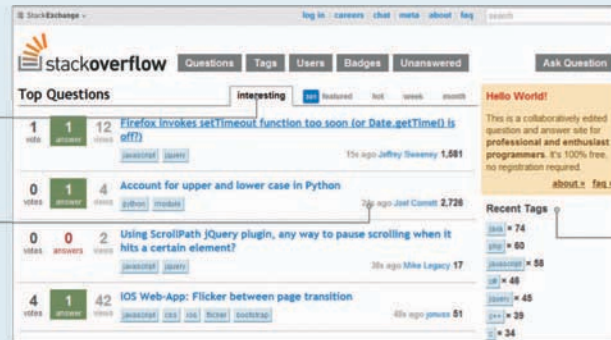 StackExchange
log in careers chat meta about faq
search
stackoverflow
Questions Tags Users Badges Unanswered
Ask Question
Top Questions
interesting featured hot week month
1 vote 1 answer 12 views
Firefox invokes setTimeout function too soon (or Date.getTime() is
off?)
javascript jquery
15s ago Jeffrey Sweeney 1,581
0 votes 1 answer 4 views
Account for upper and lower case in Python
python module
ago Joel Cornett 2,726
0 votes 0 answers 2 views
Using ScrollPath jQuery plugin, any way to pause scrolling when it
hits a certain element?
javascript jquery
38s ago Mike Legacy 17
4 votes 1 answer 42 views
IOS Web-App: Flicker between page transition
javascript css ios flicker bootstrap
48s ago 51
Hello World!
This is a collaboratively edited
question and answer site for
professional and enthusiast
programmers. It's 100% free,
no registration required.
about » faq
Recent Tags
java × 74
php × 60
javascript × 58
c# × 48
jquery × 45
c++ × 39
c × 34